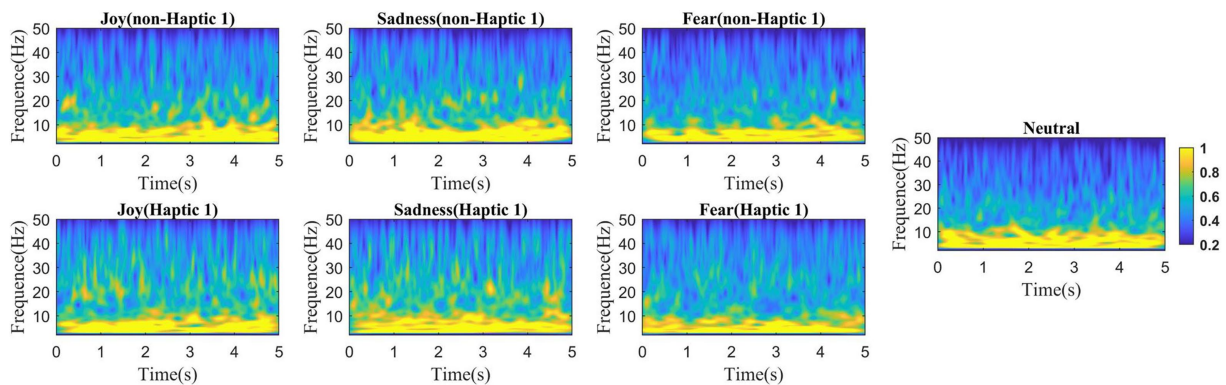 Joy(non-Haptic 1)
Frequence(Hz)
50
40
30
20
10
0 1 2 3 4 5
Time(s)
Sadness(non-Haptic 1)
Frequence(Hz)
50
40
30
20
10
0 1 2 3 4 5
Time(s)
Fear(non-Haptic 1)
Frequence(Hz)
50
40
30
20
10
0 1 2 3 4 5
Time(s)
Joy(Haptic 1)
Frequence(Hz)
50
40
30
20
10
0 1 2 3 4 5
Time(s)
Sadness(Haptic 1)
Frequence(Hz)
50
40
30
20
10
0 1 2 3 4 5
Time(s)
Fear(Haptic 1)
Frequence(Hz)
50
40
30
20
10
0 1 2 3 4 5
Time(s)
Neutral
Frequence(Hz)
50
40
30
20
10
0 1 2 3 4 5
Time(s)
1
0.8
0.6
0.4
0.2